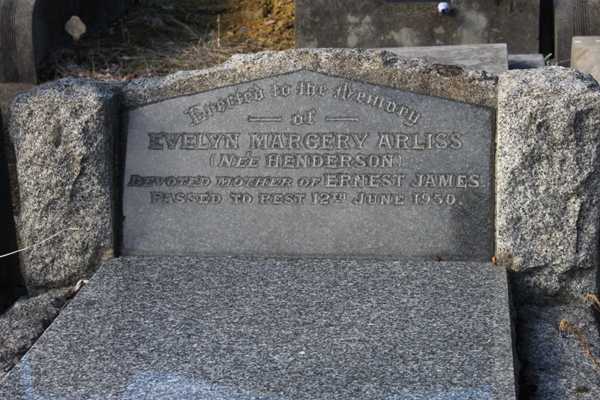 Erected to the Memory
— of —
EVELYN MARGERY ARLISS
(NÉE HENDERSON)
DEVOTED MOTHER OF ERNEST JAMES.
PASSED TO REST 12TH JUNE 1950.